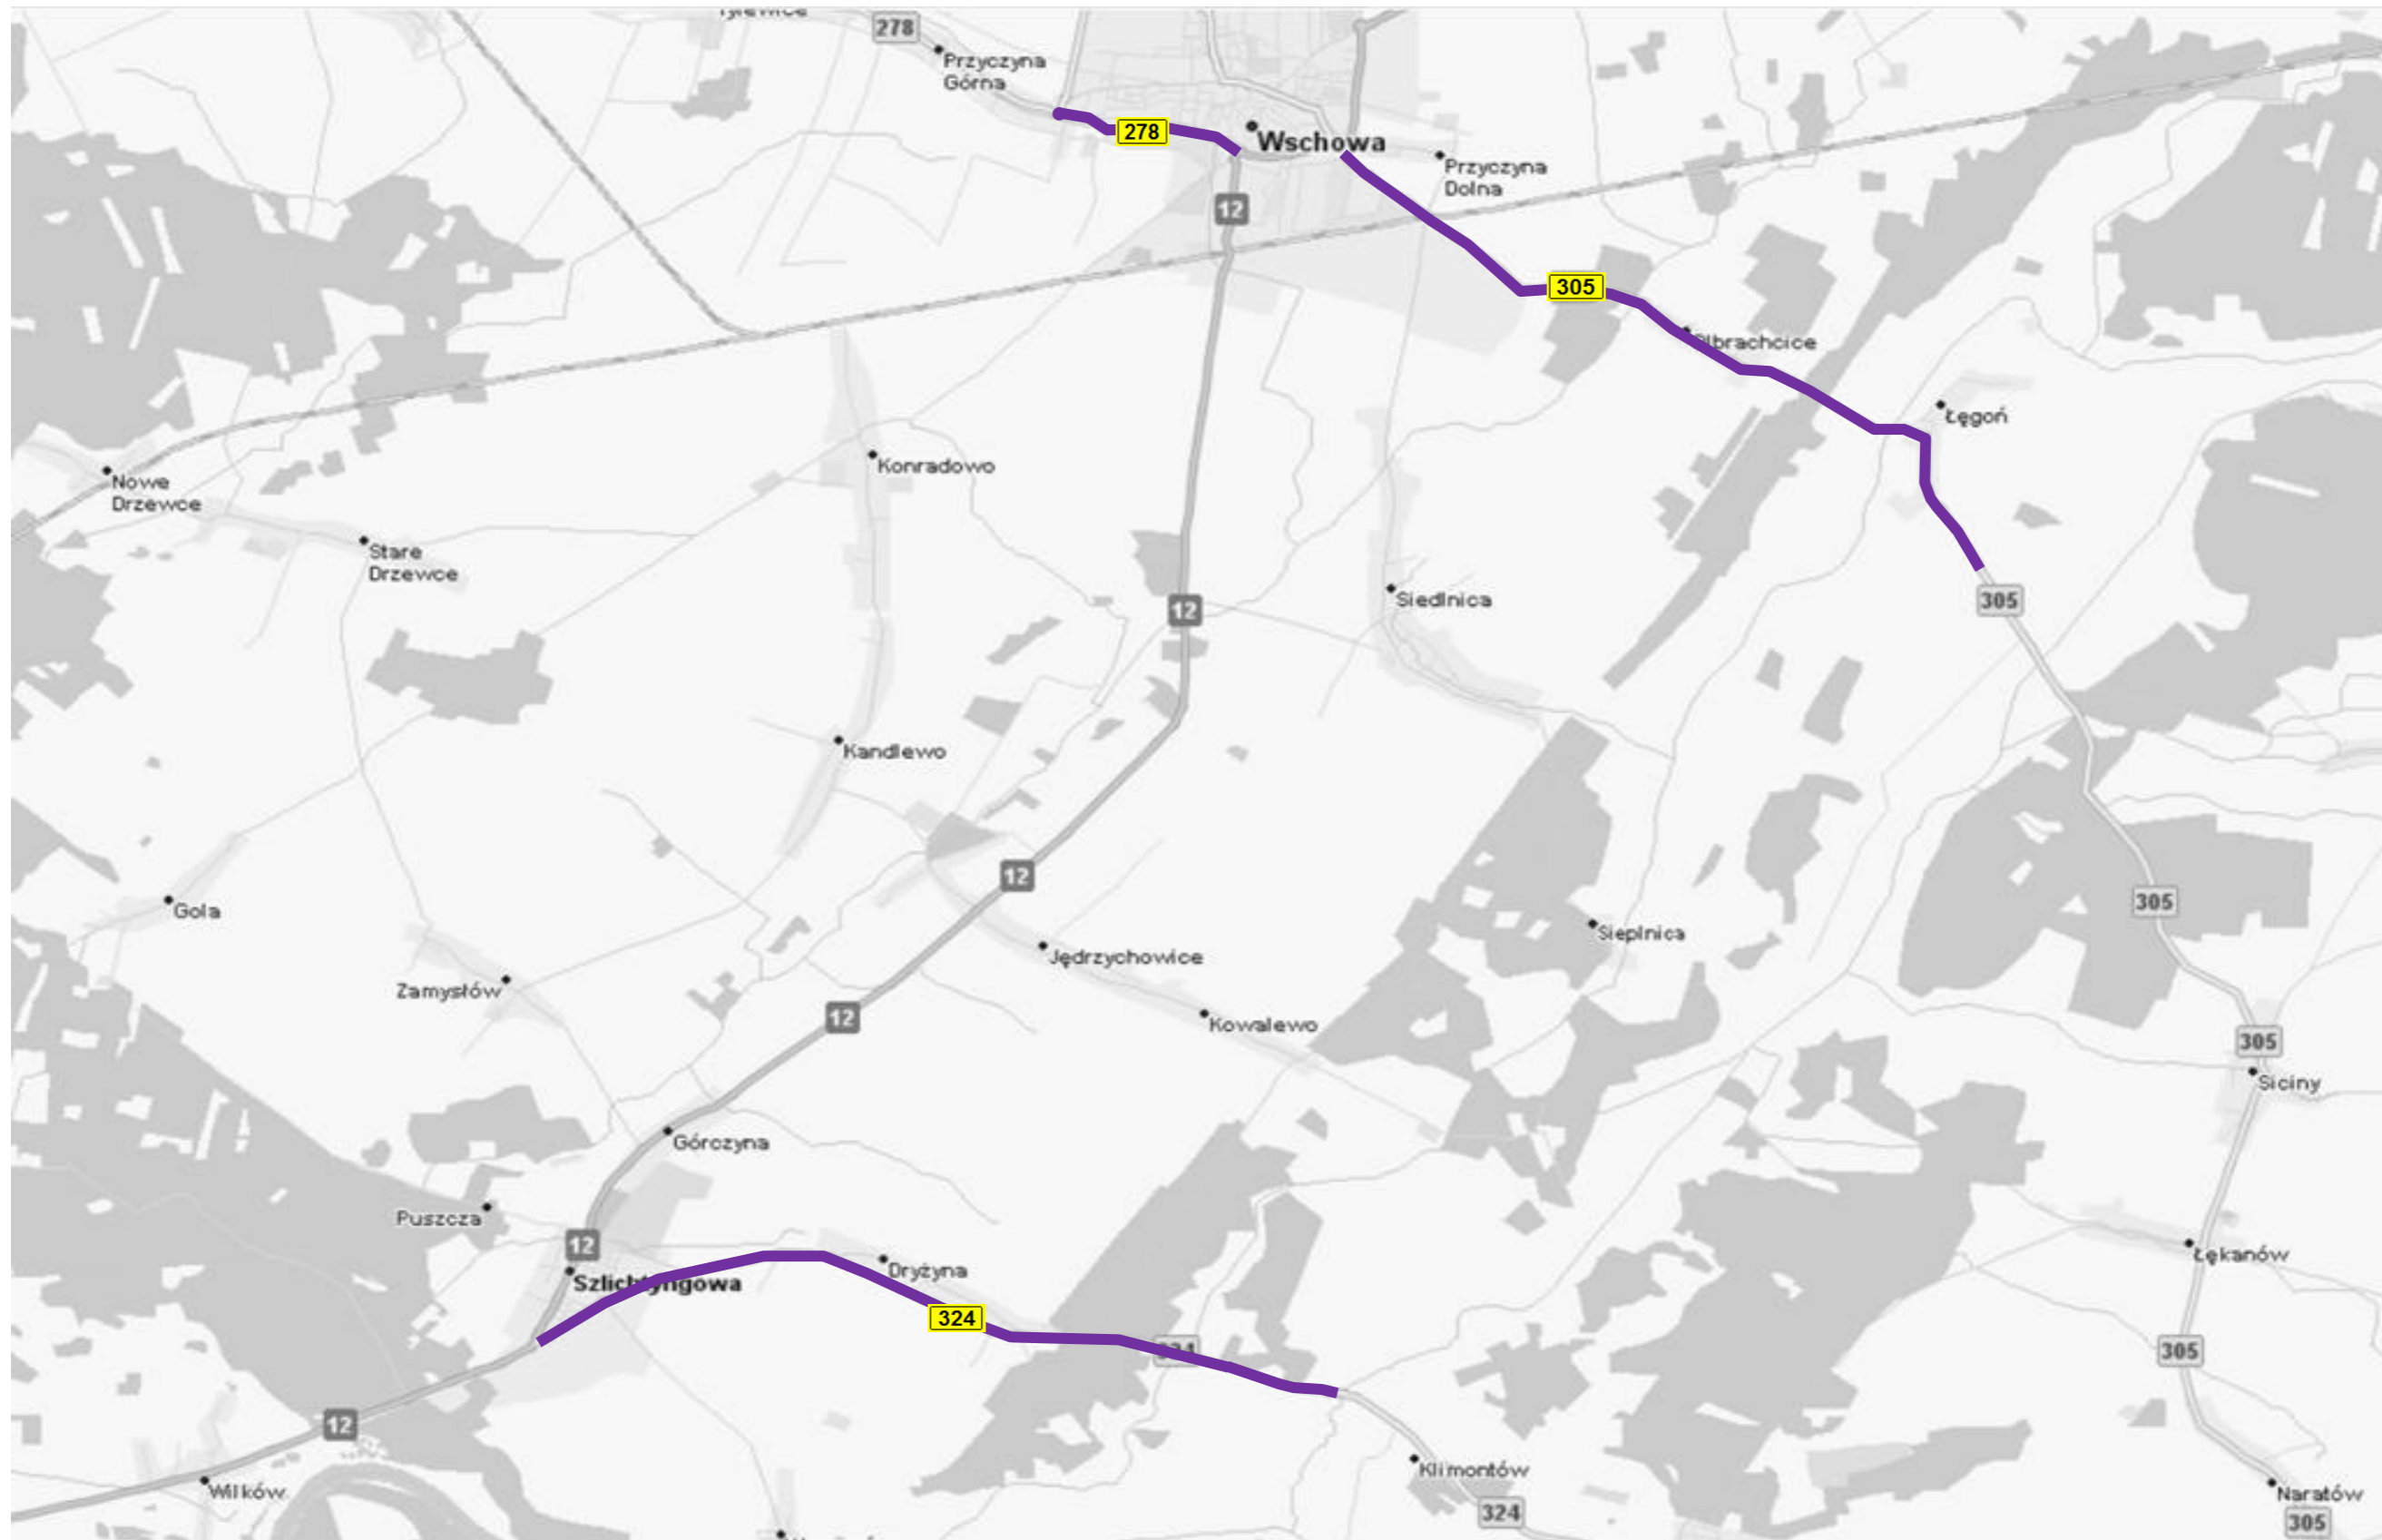 278
Przyczyna
Górna
278
Wschowa
Przyczyna
Dolna
12
305
Łęgoń
Konradowo
Nowe
Drzewce
Stare
Drzewce
Siedlnica
305
12
Kandlewo
12
Gola
305
Sieplnica
Jędrzychowice
Zamysłów
12
Kowalewo
305
Siciny
Górczyna
Puszcza
12
Łękanów
Dryżyna
Szlichtyngowa
324
305
12
Klimontów
Wilków
Naratów
324
305